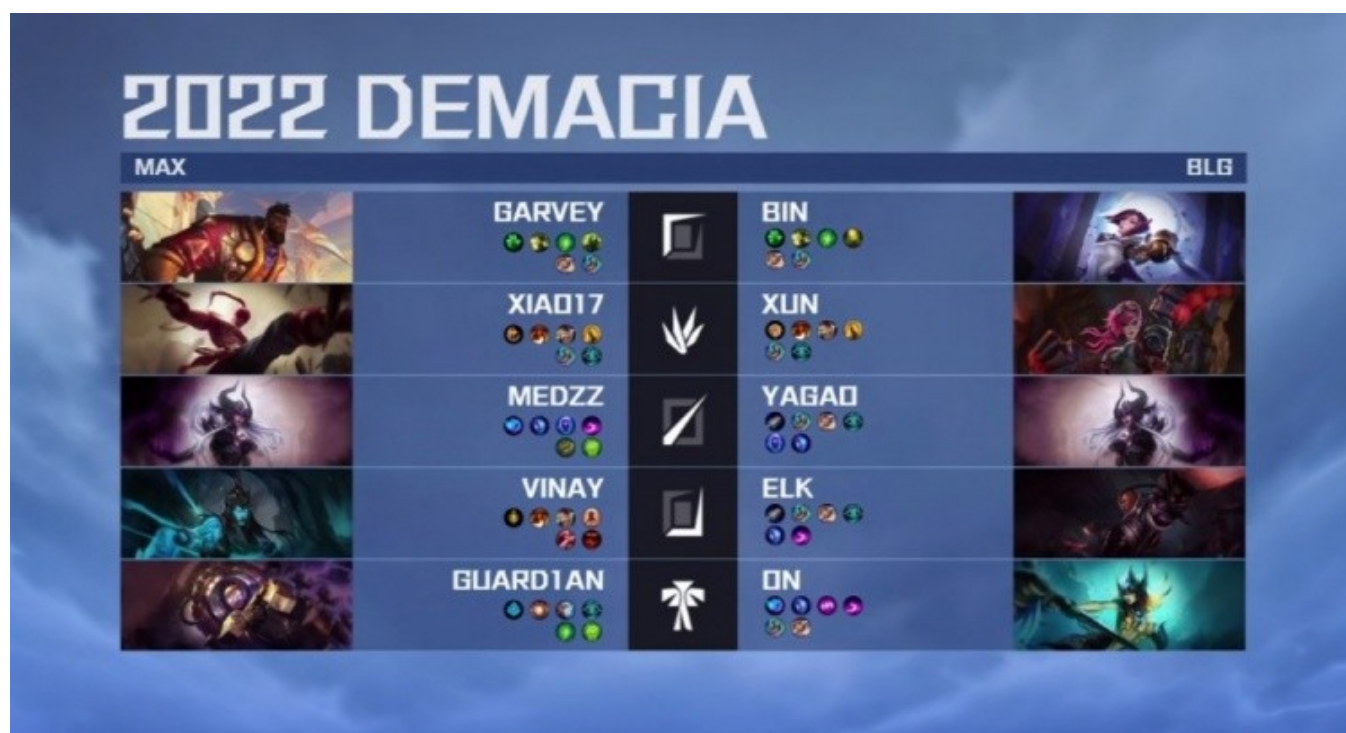 2022 DEMACIA
MAX BLG
GARVEY BIN
XIAO17 XUN
MEDZZ YAGAO
VINAY ELK
GUARD1AN ON